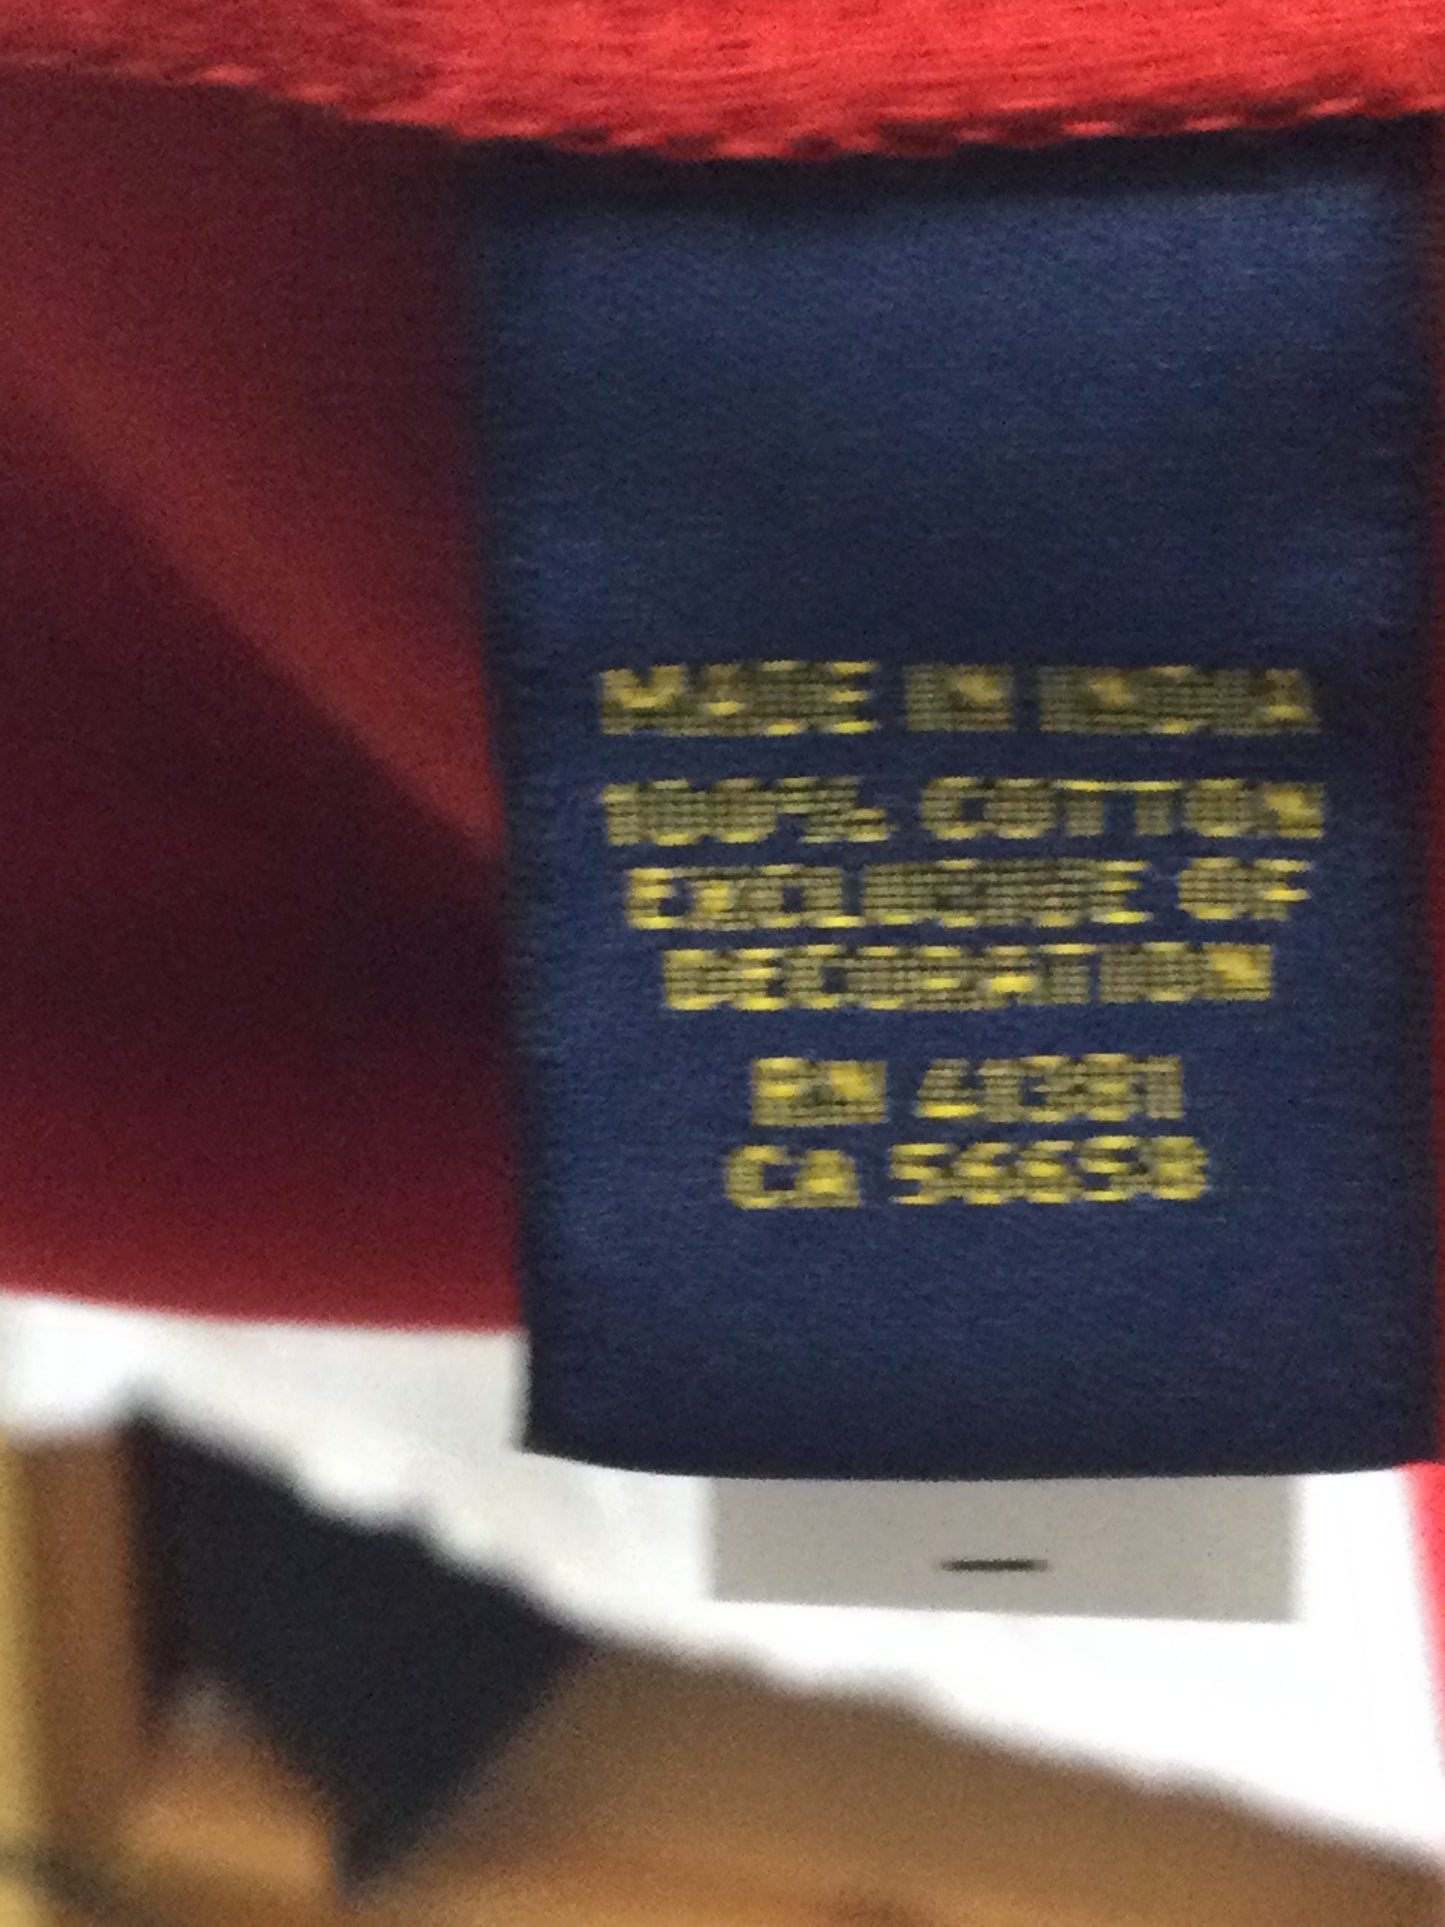 MADE IN INDIA
100% COTTON
EXCLUSIVE OF
DECORATION
RN 41381
Ca 56658